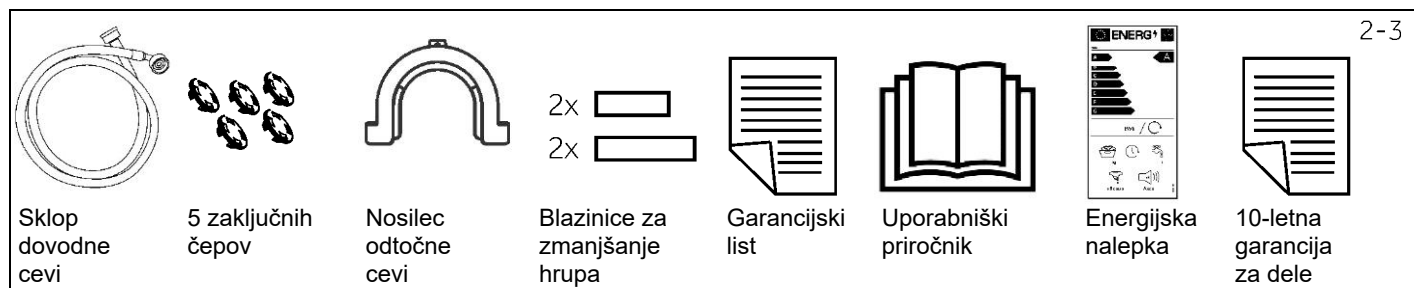 2-3
ENERG
A
2x
2x
Sklop
dovodne
cevi
5 zaključnih
čepov
Nosilec
odtočne
cevi
Blazinice za
zmanjšanje
hrupa
Garancijski
list
Uporabniški
priročnik
Energijska
nalepka
10-letna
garancija
za dele